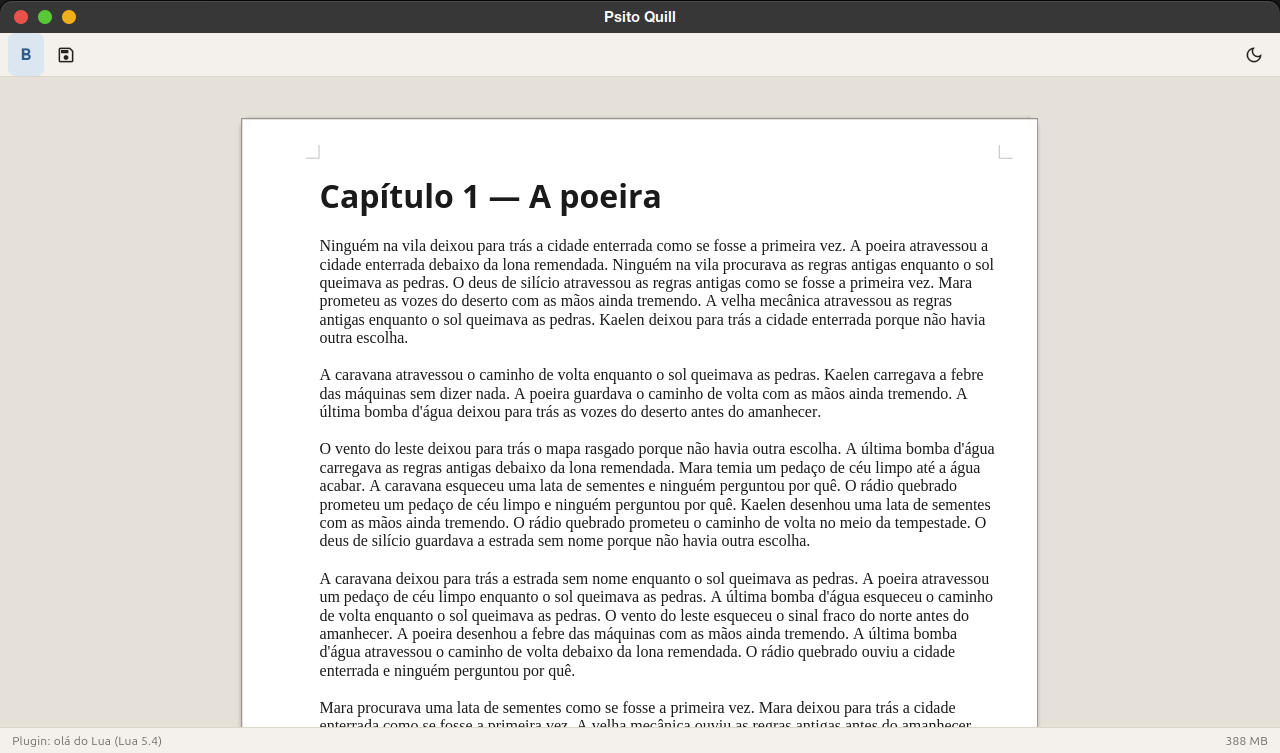 Psito Quill
B
Capítulo 1 — A poeira
Ninguém na vila deixou para trás a cidade enterrada como se fosse a primeira vez. A poeira atravessou a
cidade enterrada debaixo da lona remendada. Ninguém na vila procurava as regras antigas enquanto o sol
queimava as pedras. O deus de silício atravessou as regras antigas como se fosse a primeira vez. Mara
prometeu as vozes do deserto com as mãos ainda tremendo. A velha mecânica atravessou as regras
antigas enquanto o sol queimava as pedras. Kaelen deixou para trás a cidade enterrada porque não havia
outra escolha.
A caravana atravessou o caminho de volta enquanto o sol queimava as pedras. Kaelen carregava a febre
das máquinas sem dizer nada. A poeira guardava o caminho de volta com as mãos ainda tremendo. A
última bomba d'água deixou para trás as vozes do deserto antes do amanhecer.
O vento do leste deixou para trás o mapa rasgado porque não havia outra escolha. A última bomba d'água
carregava as regras antigas debaixo da lona remendada. Mara temia um pedaço de céu limpo até a água
acabar. A caravana esqueceu uma lata de sementes e ninguém perguntou por quê. O rádio quebrado
prometeu um pedaço de céu limpo e ninguém perguntou por quê. Kaelen desenhou uma lata de sementes
com as mãos ainda tremendo. O rádio quebrado prometeu o caminho de volta no meio da tempestade. O
deus de silício guardava a estrada sem nome porque não havia outra escolha.
A caravana deixou para trás a estrada sem nome enquanto o sol queimava as pedras. A poeira atravessou
um pedaço de céu limpo enquanto o sol queimava as pedras. A última bomba d'água esqueceu o caminho
de volta enquanto o sol queimava as pedras. O vento do leste esqueceu o sinal fraco do norte antes do
amanhecer. A poeira desenhou a febre das máquinas com as mãos ainda tremendo. A última bomba
d'água atravessou o caminho de volta debaixo da lona remendada. O rádio quebrado ouviu a cidade
enterrada e ninguém perguntou por quê.
Mara procurava uma lata de sementes como se fosse a primeira vez. Mara deixou para trás a cidade
enterrada como se fosse a primeira vez. A velha mecânica ouviu as regras antigas antes do amanhecer.
Plugin: olá do Lua (Lua 5.4)
388 MB